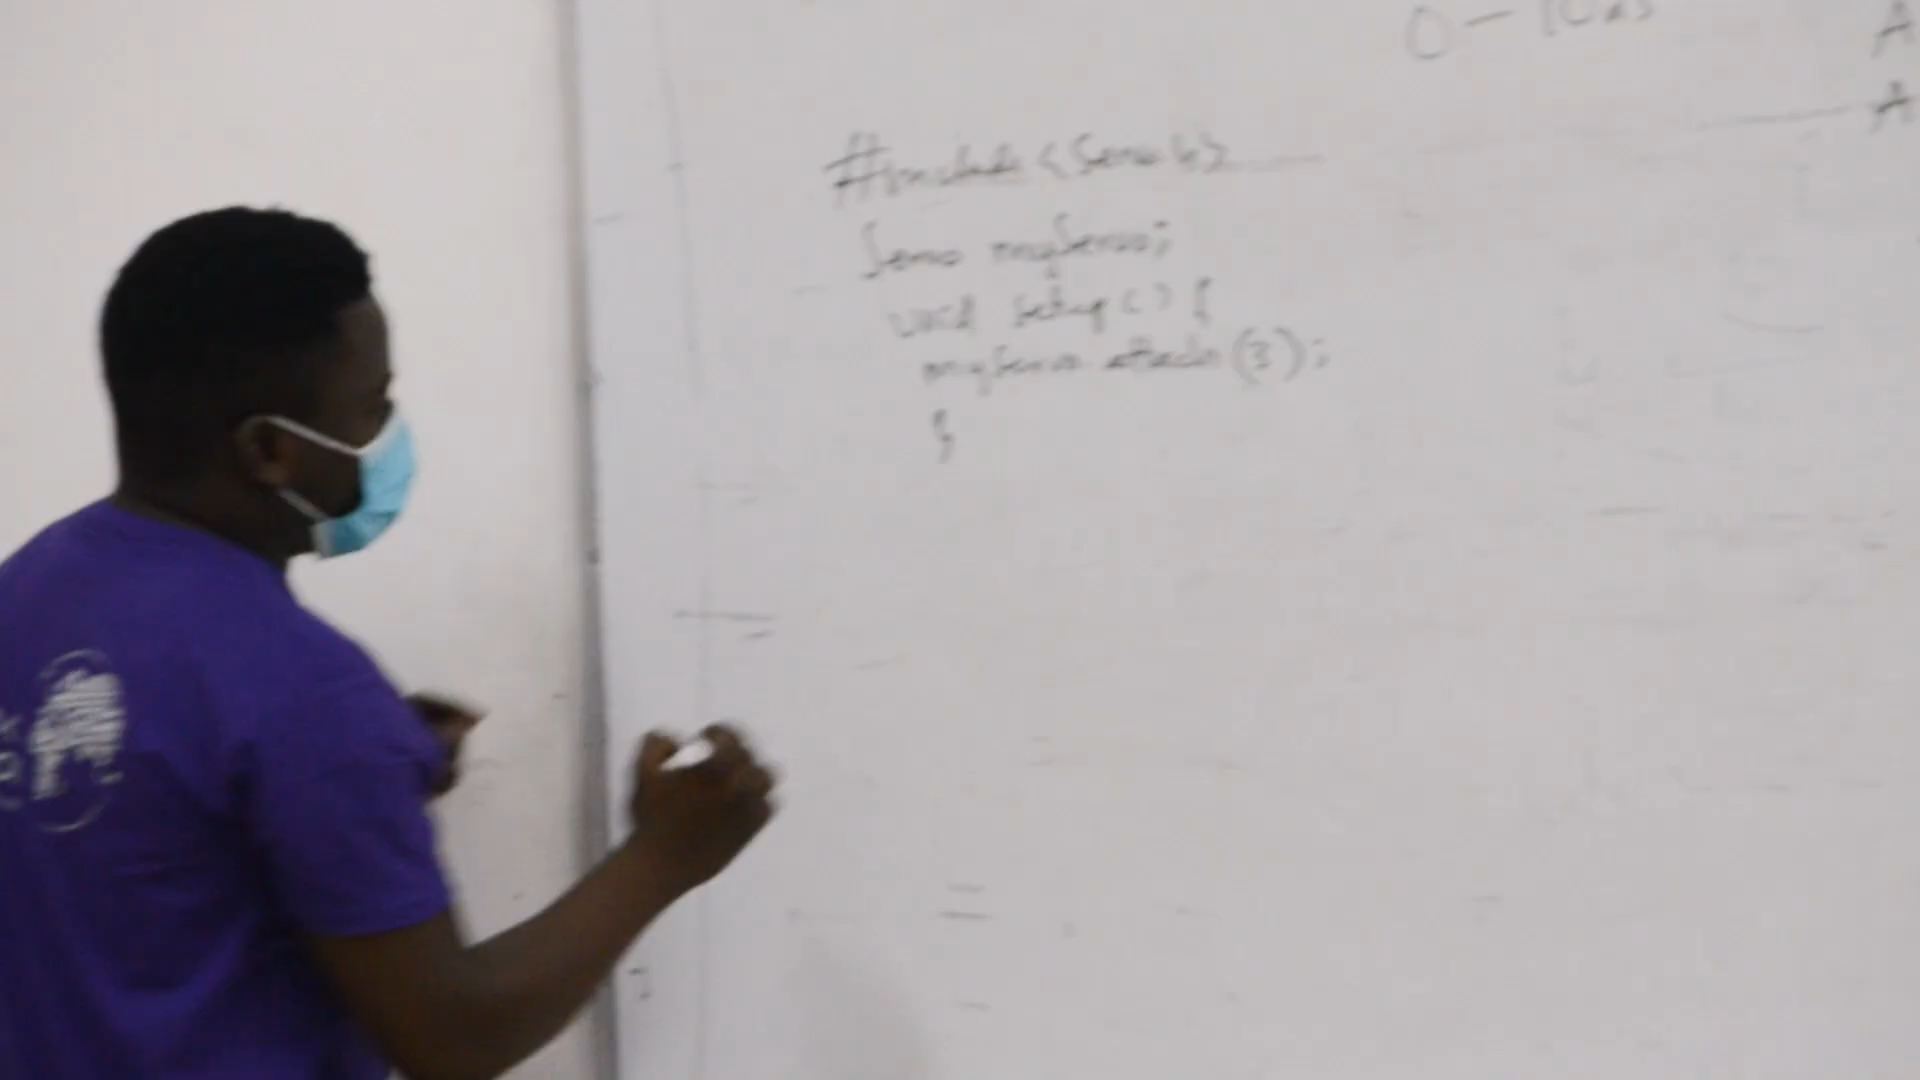 #include <Servo.h>
Servo myServo;
void setup() {
myServo.attach(3);
}